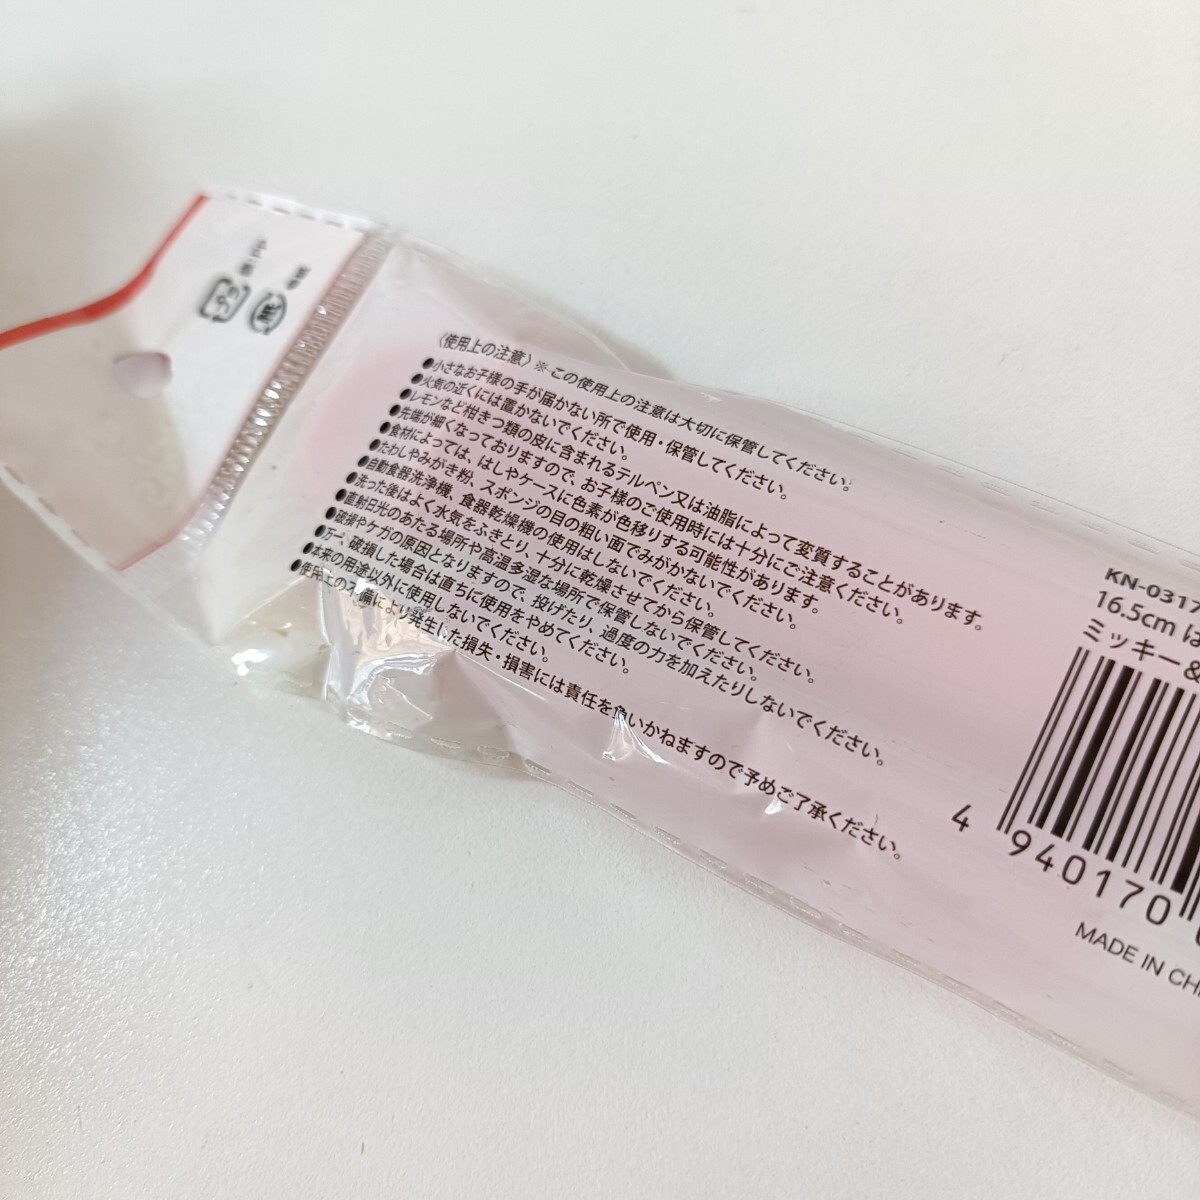 〈使用上の注意〉※この使用上の注意は大切に保管してください。
●小さなお子様の手が届かない所で使用・保管してください。
●火気の近くには置かないでください。
●レモンなど柑きつ類の皮に含まれるテルペン又は油脂によって変質することがあります。
●先端が細くなっておりますので、お子様のご使用時には十分にご注意ください。
●食材によっては、はしやケースに色素が色移りする可能性があります。
●たわしやみがき粉、スポンジの目の粗い面でみがかないでください。
●自動食器洗浄機、食器乾燥機の使用はしないでください。
●洗った後はよく水気をふきとり、十分に乾燥させてから保管してください。
●直射日光のあたる場所や高温多湿な場所で保管しないでください。
●破損やケガの原因となりますので、投げたり、過度の力を加えたりしないでください。
●万一、破損した場合は直ちに使用をやめてください。
●本来の用途以外に使用しないでください。
●使用上の不備により発生した損失・損害には責任を負いかねますので予めご了承ください。
プラ
紙
KN-0317
16.5cm は
ミッキー&
4 940170
MADE IN CHI